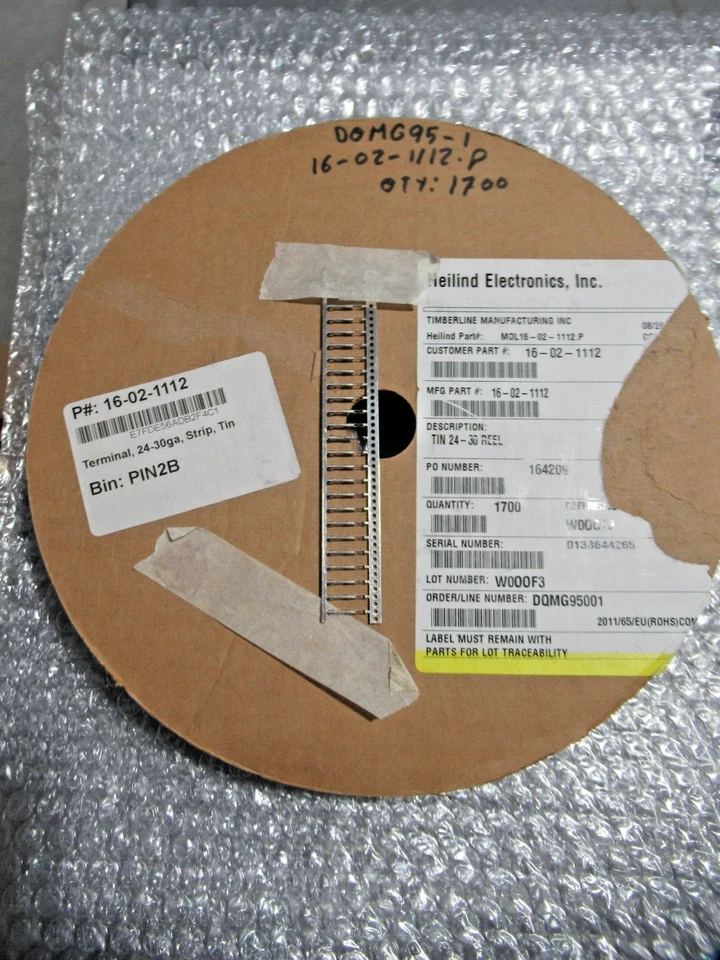 DQMG95-1
16-02-1112.P
QTY: 1700
P#: 16-02-1112
E7FDE56ADB2F4C1
Terminal, 24-30ga, Strip, Tin
Bin: PIN2B
Heilind Electronics, Inc.
TIMBERLINE MANUFACTURING INC
Heilind Part#: MOL16-02-1112.P
CUSTOMER PART #: 16-02-1112
MFG PART #: 16-02-1112
DESCRIPTION:
TIN 24-30 REEL
PO NUMBER: 164209
QUANTITY: 1700
SERIAL NUMBER: 0133644265
LOT NUMBER: W000F3
ORDER/LINE NUMBER: DQMG95001
2011/65/EU(ROHS)COM
LABEL MUST REMAIN WITH
PARTS FOR LOT TRACEABILITY